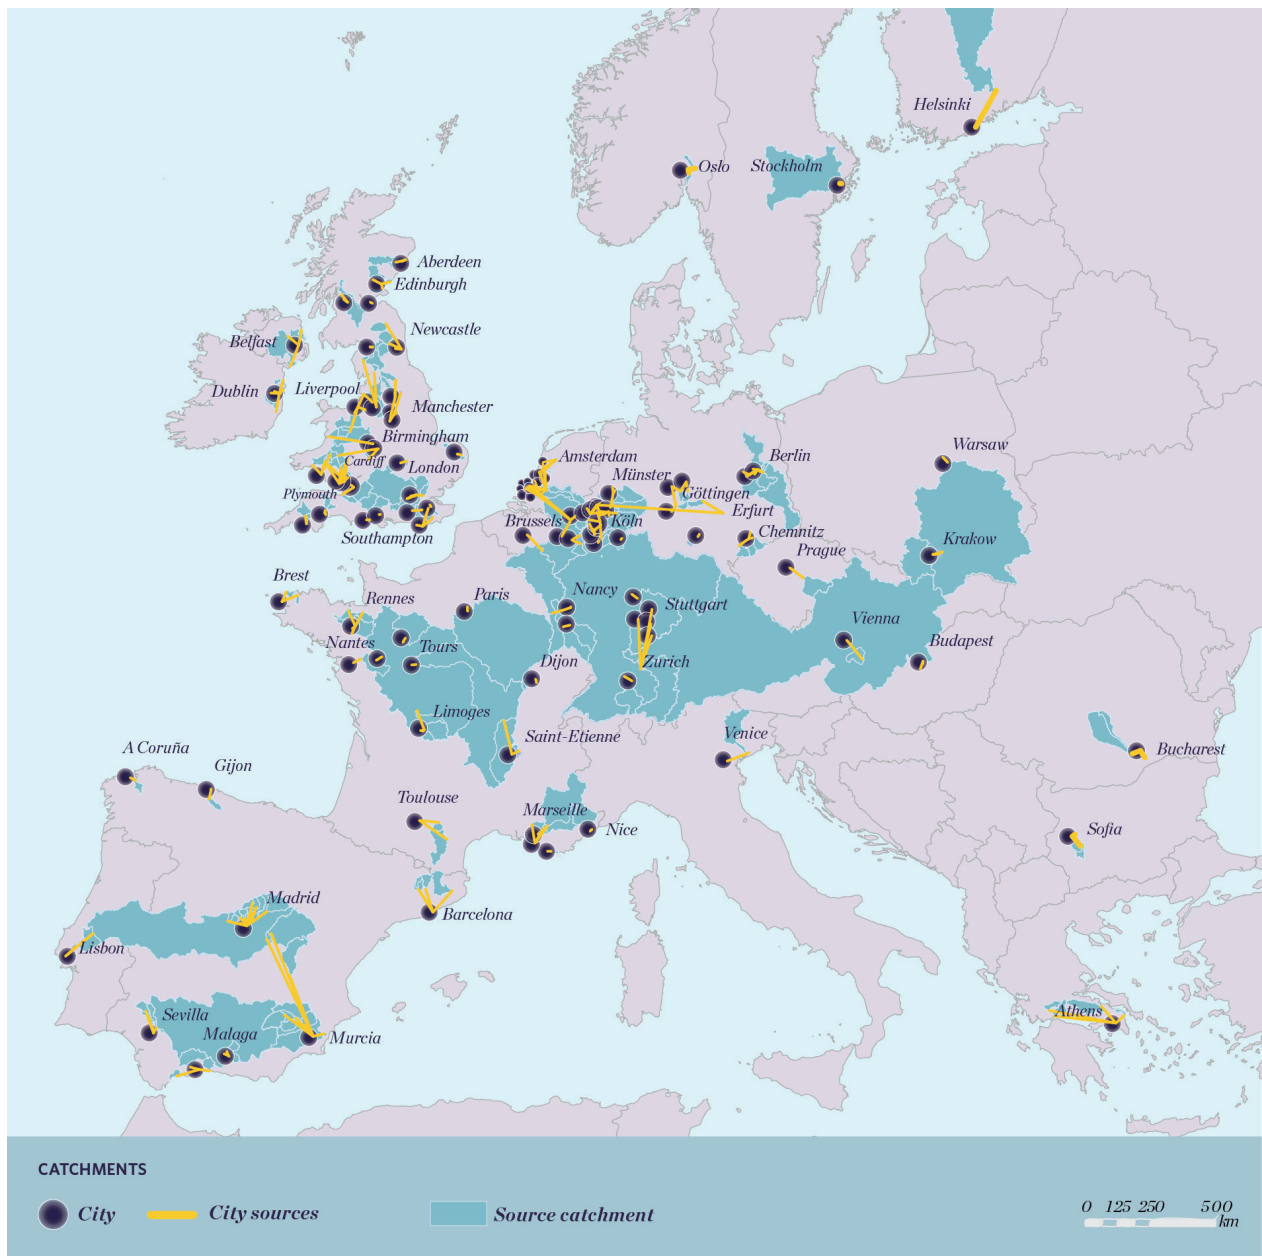 Helsinki
Oslo
Stockholm
Aberdeen
Edinburgh
Newcastle
Belfast
Dublin
Liverpool
Manchester
Birmingham
Cardiff
London
Plymouth
Southampton
Amsterdam
Münster
Berlin
Göttingen
Erfurt
Brussels
Köln
Chemnitz
Prague
Warsaw
Krakow
Brest
Rennes
Paris
Nancy
Stuttgart
Vienna
Budapest
Nantes
Tours
Dijon
Zurich
Limoges
Saint-Etienne
Venice
Bucharest
A Coruña
Gijon
Toulouse
Marseille
Nice
Sofia
Madrid
Barcelona
Lisbon
Sevilla
Malaga
Murcia
Athens
CATCHMENTS
City
City sources
Source catchment
0 125 250 500
km